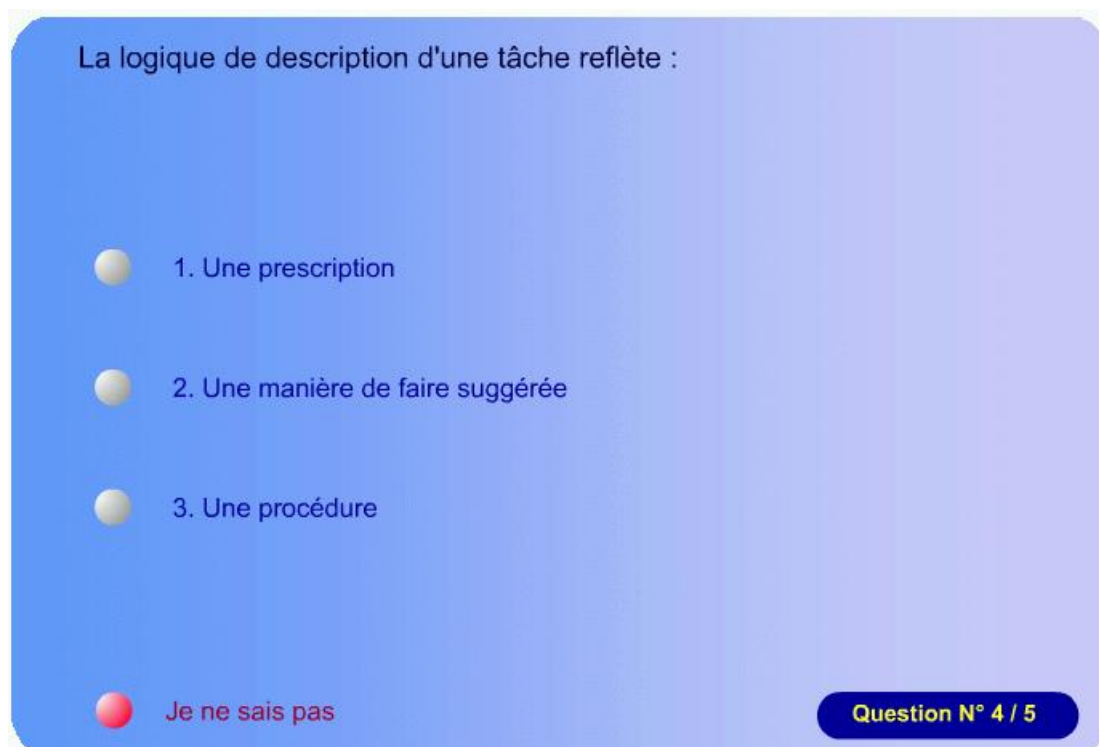 La logique de description d'une tâche reflète :
1. Une prescription
2. Une manière de faire suggérée
3. Une procédure
Je ne sais pas
Question N° 4 / 5